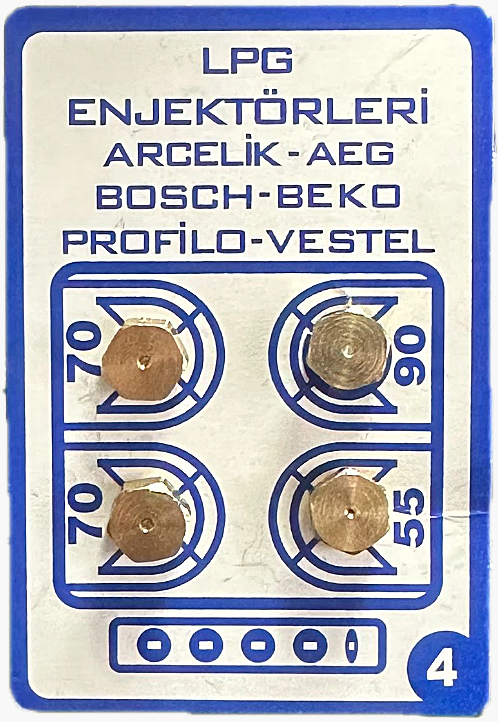 LPG
ENJEKTÖRLERİ
ARCELİK - AEG
BOSCH-BEKO
PROFİLO-VESTEL
70
90
70
55
4